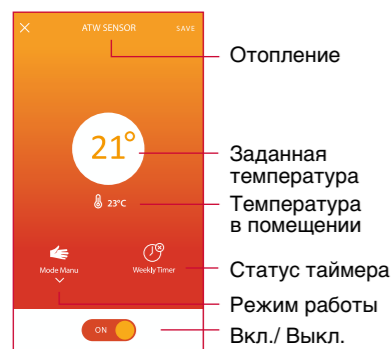 ATW SENSOR
SAVE
Отопление
21°
Заданная
температура
23°C
Температура
в помещении
Mode Manu
Weekly Timer
Статус таймера
Режим работы
ON
Вкл./ Выкл.